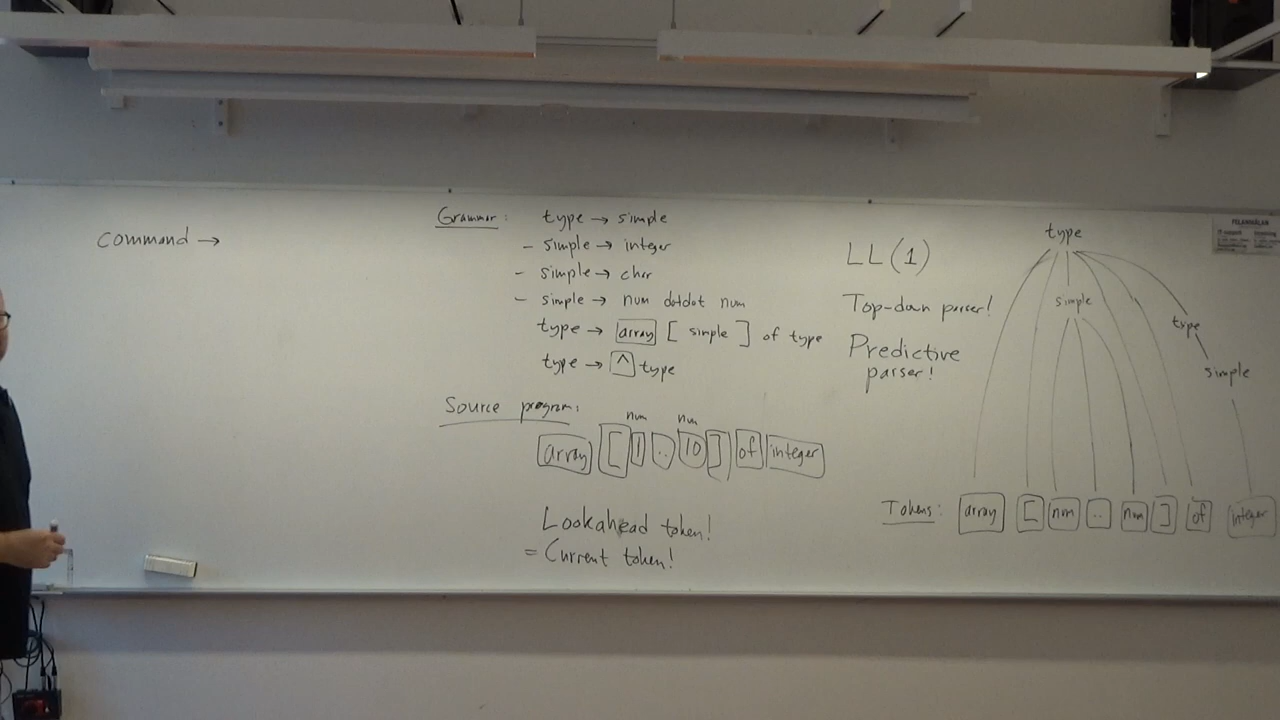 command →
Grammar: type → simple
- simple → integer
- simple → char
- simple → num dotdot num
type → array [ simple ] of type
type → ^ type
Source program:
num num
array [ 1 .. 10 ] of integer
Lookahead token!
= Current token!
LL(1)
Top-down parser!
Predictive
parser!
type
simple
type
simple
Tokens: array [ num .. num ] of integer
FELANMÄLAN